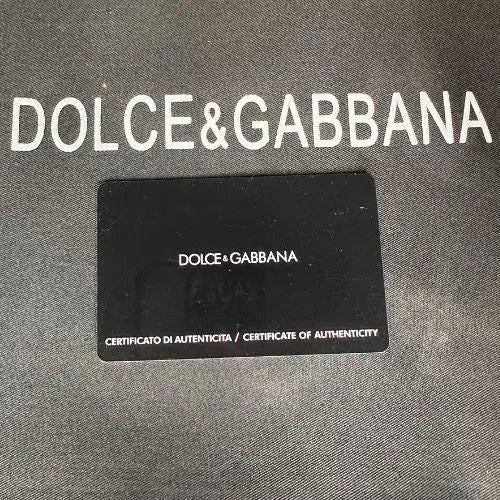 DOLCE&GABBANA
DOLCE&GABBANA
CERTIFICATO DI AUTENTICITA / CERTIFICATE OF AUTHENTICITY